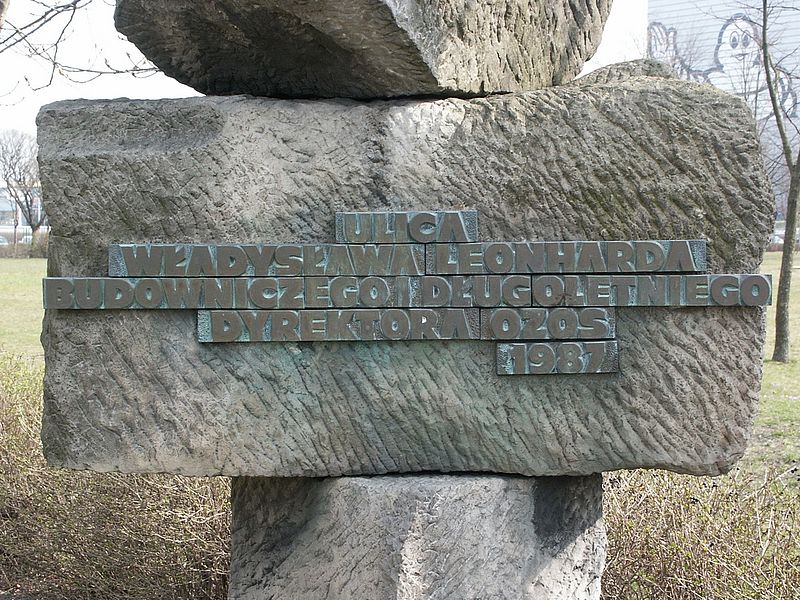 ULICA
WŁADYSŁAWA LEONHARDA
BUDOWNICZEGO I DŁUGOLETNIEGO
DYREKTORA OZOS
1987